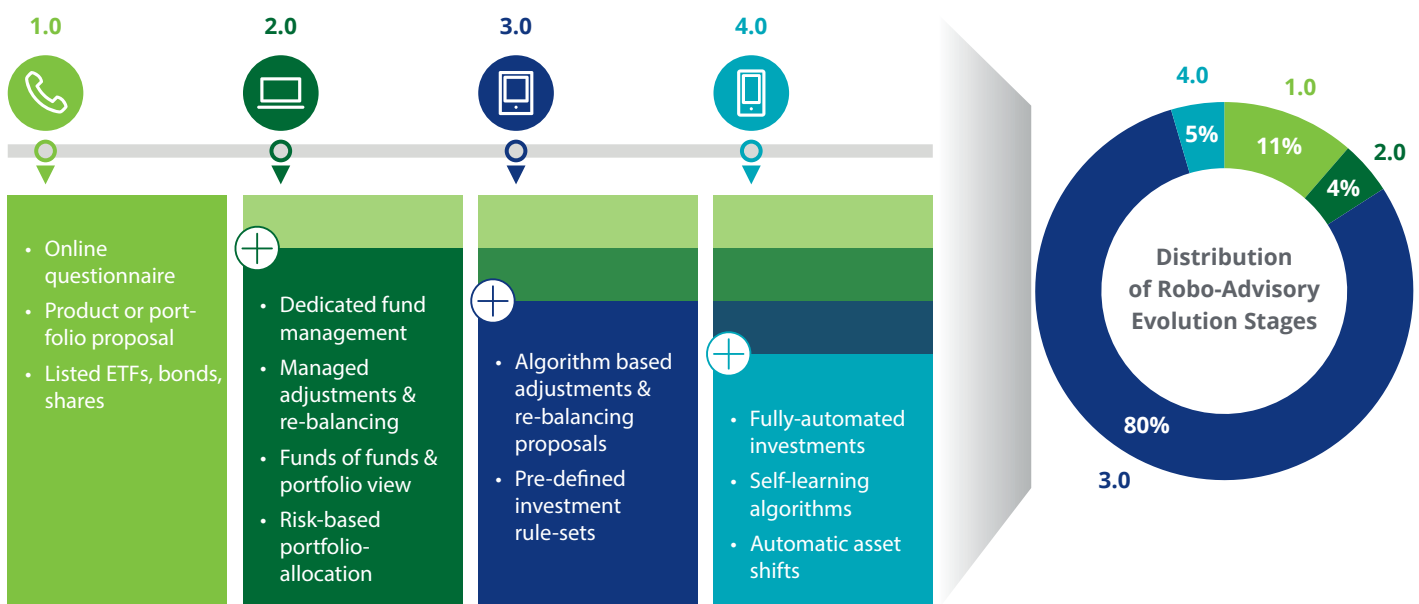 1.0
2.0
3.0
4.0
• Online
questionnaire
• Product or port-
folio proposal
• Listed ETFs, bonds,
shares
• Dedicated fund
management
• Managed
adjustments &
re-balancing
• Funds of funds &
portfolio view
• Risk-based
portfolio-
allocation
• Algorithm based
adjustments &
re-balancing
proposals
• Pre-defined
investment
rule-sets
• Fully-automated
investments
• Self-learning
algorithms
• Automatic asset
shifts
4.0
1.0
5%
11%
2.0
4%
Distribution
of Robo-Advisory
Evolution Stages
80%
3.0